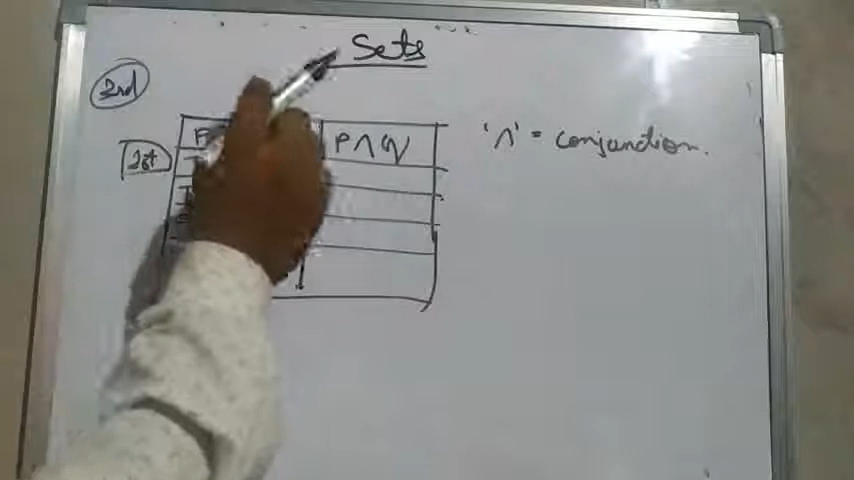 Sets
2nd
P P∧q '∧' = conjunction.
1st T